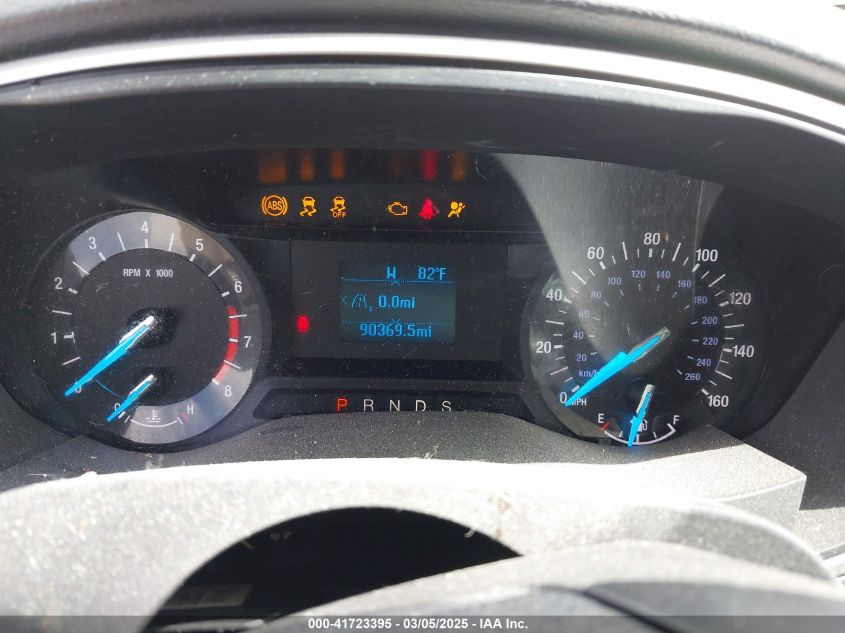 ABS
OFF
1 2 3 4 5 6 7 8
RPM X 1000
C H
W 82°F
0.0mi
90369.5mi
P R N D S
0 20 40 60 80 100 120 140 160
MPH
20 40 60 80 100 120 140 160 180 200 220 240 260
km/h
E F
000-41723395 - 03/05/2025 - IAA Inc.